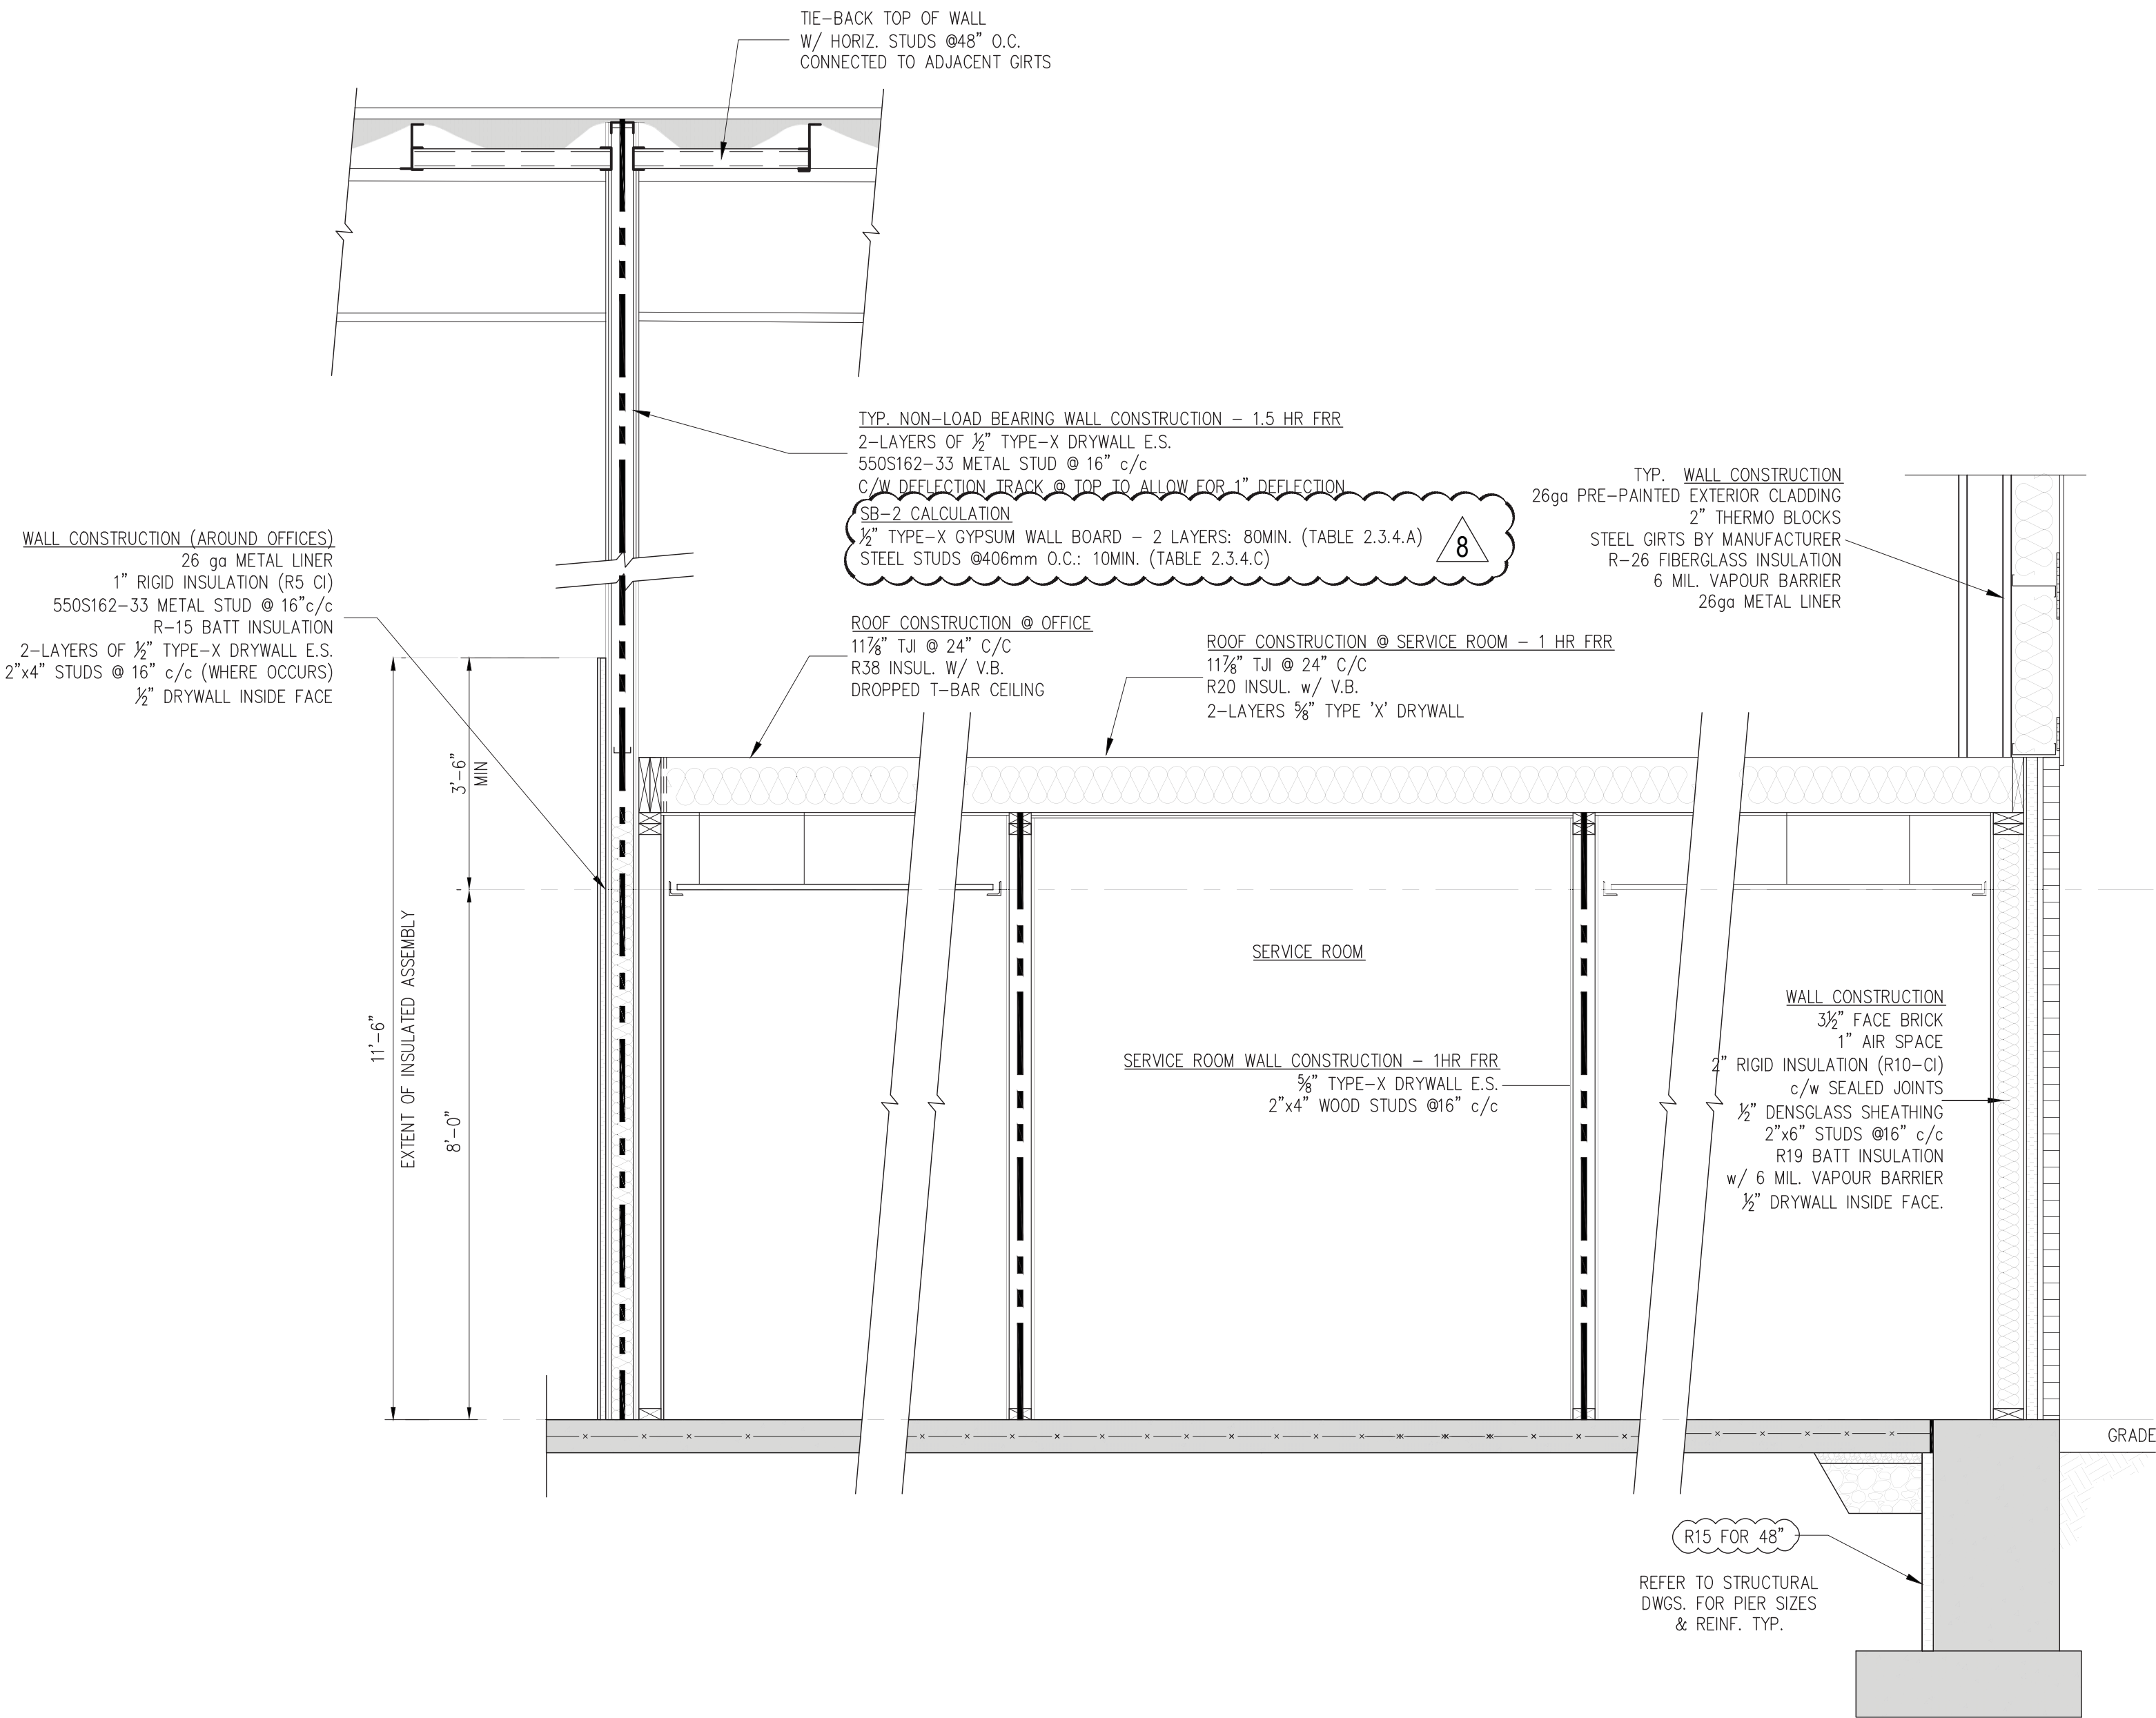 TIE-BACK TOP OF WALL
W/ HORIZ. STUDS @48" O.C.
CONNECTED TO ADJACENT GIRTS
TYP. NON-LOAD BEARING WALL CONSTRUCTION - 1.5 HR FRR
2-LAYERS OF ½" TYPE-X DRYWALL E.S.
550S162-33 METAL STUD @ 16" c/c
C/W DEFLECTION TRACK @ TOP TO ALLOW FOR 1" DEFLECTION
SB-2 CALCULATION
½" TYPE-X GYPSUM WALL BOARD - 2 LAYERS: 80MIN. (TABLE 2.3.4.A)
STEEL STUDS @406mm O.C.: 10MIN. (TABLE 2.3.4.C)
8
TYP. WALL CONSTRUCTION
26ga PRE-PAINTED EXTERIOR CLADDING
2" THERMO BLOCKS
STEEL GIRTS BY MANUFACTURER
R-26 FIBERGLASS INSULATION
6 MIL. VAPOUR BARRIER
26ga METAL LINER
WALL CONSTRUCTION (AROUND OFFICES)
26 ga METAL LINER
1" RIGID INSULATION (R5 CI)
550S162-33 METAL STUD @ 16"c/c
R-15 BATT INSULATION
2-LAYERS OF ½" TYPE-X DRYWALL E.S.
2"x4" STUDS @ 16" c/c (WHERE OCCURS)
½" DRYWALL INSIDE FACE
ROOF CONSTRUCTION @ OFFICE
11⅞" TJI @ 24" C/C
R38 INSUL. W/ V.B.
DROPPED T-BAR CEILING
ROOF CONSTRUCTION @ SERVICE ROOM - 1 HR FRR
11⅞" TJI @ 24" C/C
R20 INSUL. w/ V.B.
2-LAYERS ⅝" TYPE 'X' DRYWALL
3'-6"
MIN
11'-6"
EXTENT OF INSULATED ASSEMBLY
8'-0"
SERVICE ROOM
SERVICE ROOM WALL CONSTRUCTION - 1HR FRR
⅝" TYPE-X DRYWALL E.S.
2"x4" WOOD STUDS @16" c/c
WALL CONSTRUCTION
3½" FACE BRICK
1" AIR SPACE
2" RIGID INSULATION (R10-CI)
c/w SEALED JOINTS
½" DENSGLASS SHEATHING
2"x6" STUDS @16" c/c
R19 BATT INSULATION
w/ 6 MIL. VAPOUR BARRIER
½" DRYWALL INSIDE FACE.
GRADE
R15 FOR 48"
REFER TO STRUCTURAL
DWGS. FOR PIER SIZES
& REINF. TYP.